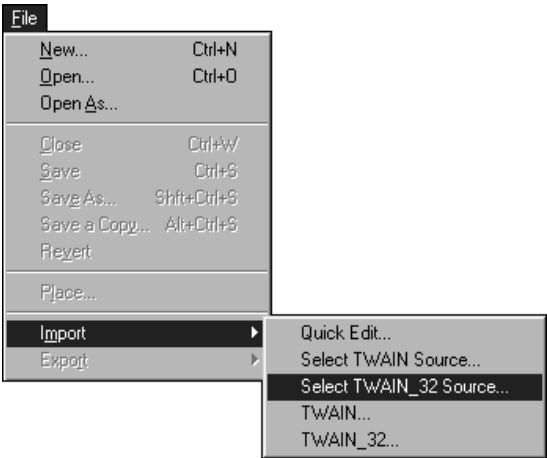 File
New... Ctrl+N
Open... Ctrl+O
Open As...
Close Ctrl+W
Save Ctrl+S
Save As... Shft+Ctrl+S
Save a Copy... Alt+Ctrl+S
Revert
Place...
Import
Export
Quick Edit...
Select TWAIN Source...
Select TWAIN_32 Source...
TWAIN...
TWAIN_32...